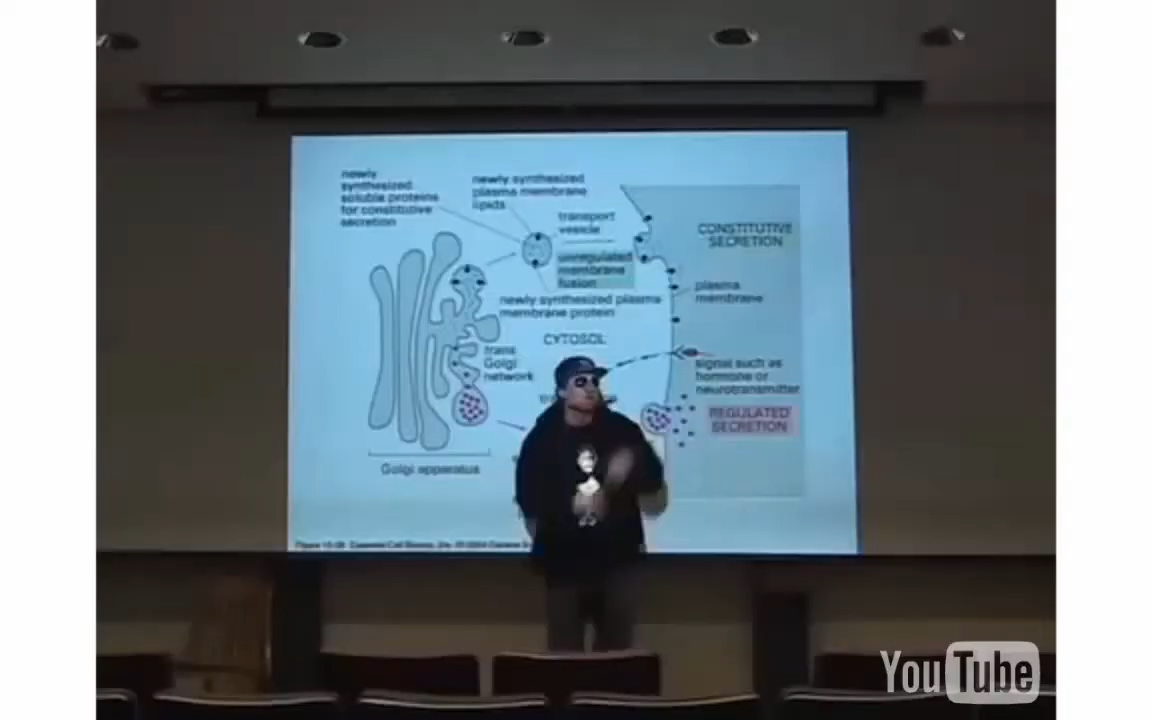 newly
synthesized
soluble proteins
for constitutive
secretion
newly synthesized
plasma membrane
lipids
transport
vesicle
unregulated
membrane
fusion
newly synthesized plasma
membrane protein
CONSTITUTIVE
SECRETION
plasma
membrane
CYTOSOL
trans
Golgi
network
signal such as
hormone or
neurotransmitter
REGULATED
SECRETION
Golgi apparatus
YouTube